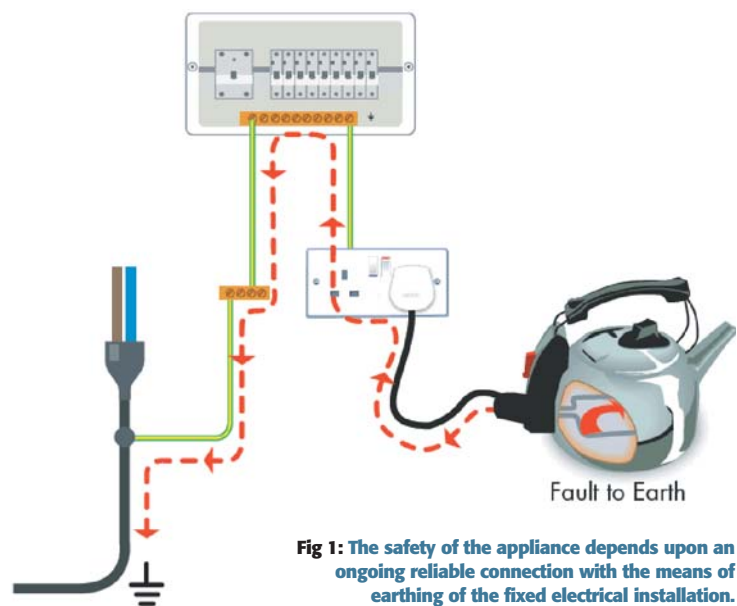 Fault to Earth
Fig 1: The safety of the appliance depends upon an
ongoing reliable connection with the means of
earthing of the fixed electrical installation.